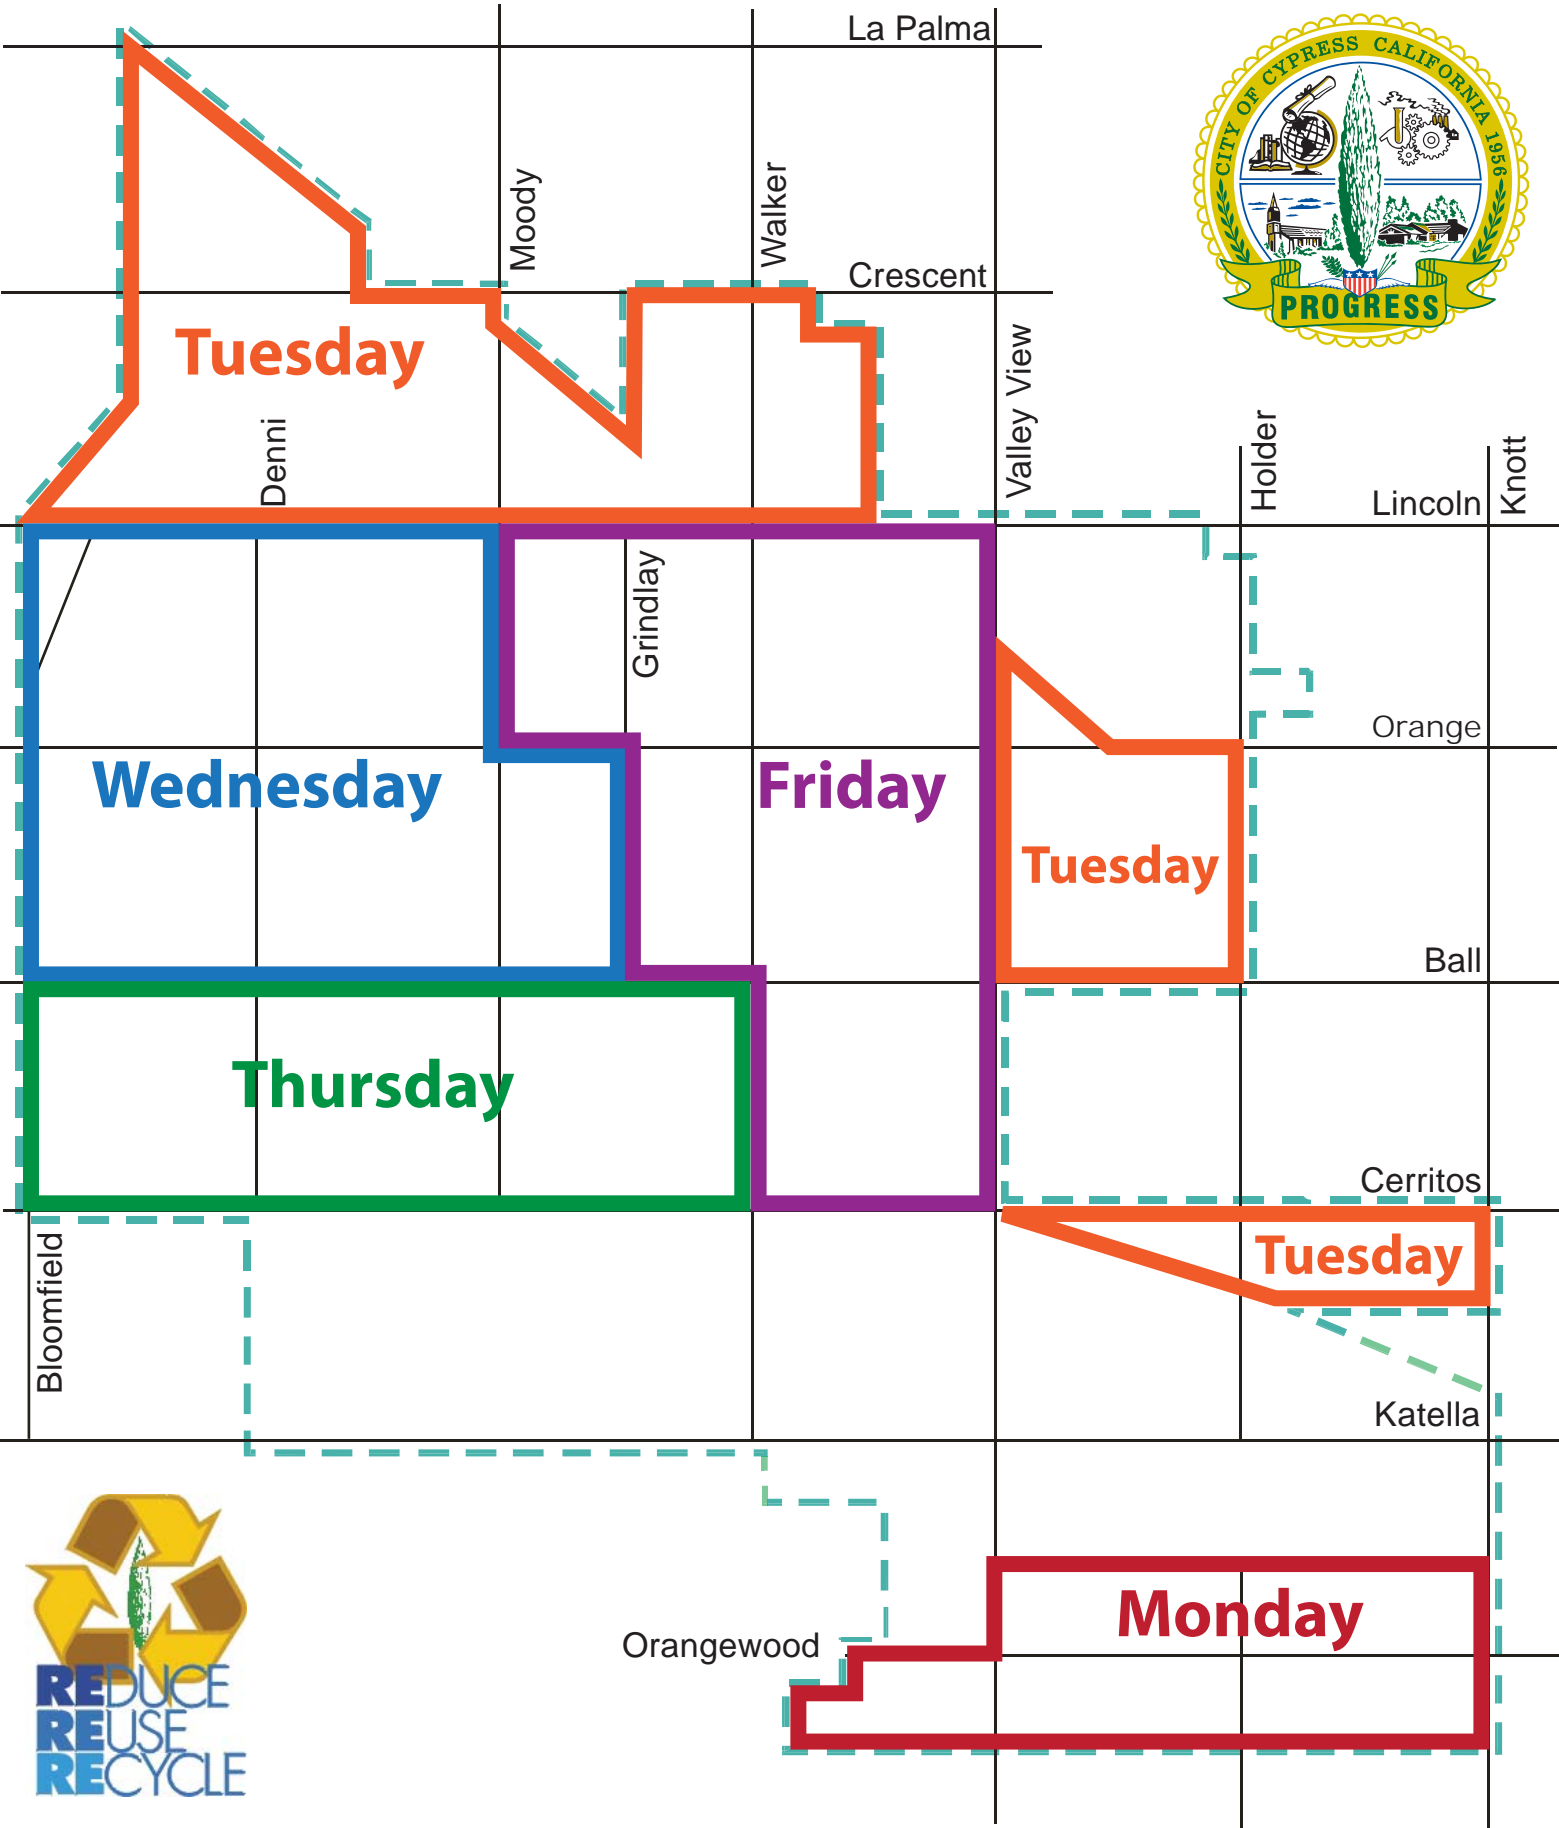 La Palma
CITY OF CYPRESS CALIFORNIA 1956
PROGRESS
Moody
Walker
Crescent
Tuesday
Valley View
Denni
Holder
Knott
Lincoln
Grindlay
Orange
Wednesday
Friday
Tuesday
Ball
Thursday
Cerritos
Tuesday
Bloomfield
Katella
Monday
Orangewood
REDUCE
REUSE
RECYCLE